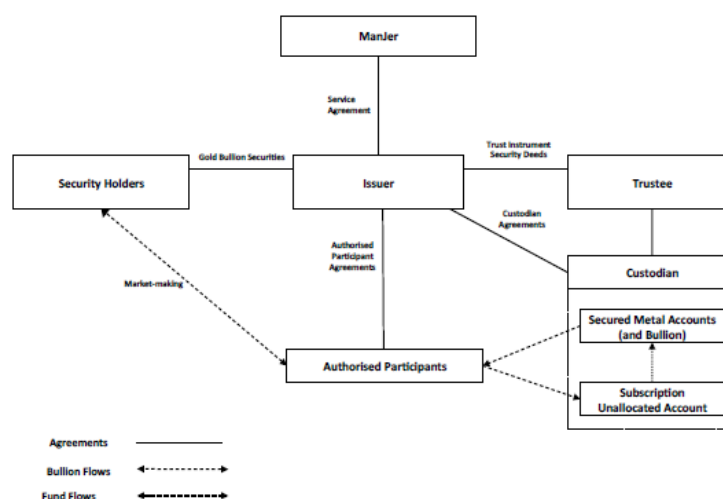 ManJer
Service
Agreement
Trust Instrument
Security Deeds
Gold Bullion Securities
Security Holders
Issuer
Trustee
Custodian
Agreements
Authorised
Participant
Agreements
Custodian
Market-making
Secured Metal Accounts
(and Bullion)
Authorised Participants
Subscription
Unallocated Account
Agreements
Bullion Flows
Fund Flows